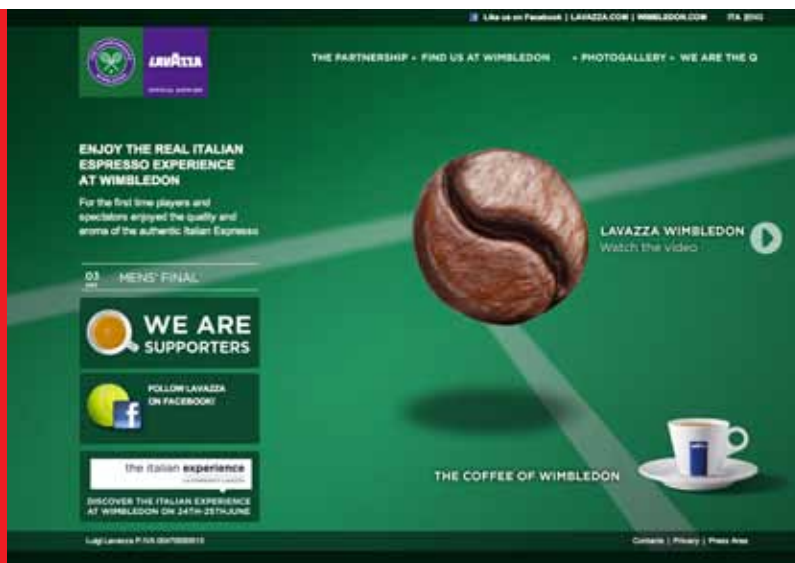 Like us on Facebook | LAVAZZA.COM | WIMBLEDON.COM ITA |ENG
LAVAZZA
THE PARTNERSHIP FIND US AT WIMBLEDON PHOTOGALLERY WE ARE THE Q
ENJOY THE REAL ITALIAN
ESPRESSO EXPERIENCE
AT WIMBLEDON
For the first time players and
spectators enjoyed the quality and
aroma of the authentic Italian Espresso
LAVAZZA WIMBLEDON
Watch the video
03
MENS' FINAL
WE ARE
SUPPORTERS
FOLLOW LAVAZZA
ON FACEBOOK!
the italian experience
DISCOVER THE ITALIAN EXPERIENCE
AT WIMBLEDON ON 24TH-25TH JUNE
THE COFFEE OF WIMBLEDON
Luigi Lavazza P.IVA
Contacts | Privacy | Press Area